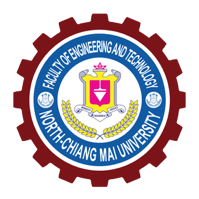 FACULTY OF ENGINEERING AND TECHNOLOGY
NORTH-CHIANG MAI UNIVERSITY